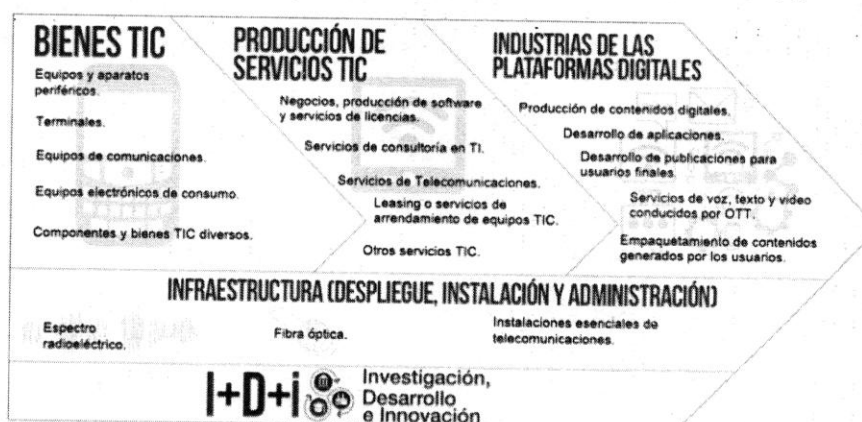 BIENES TIC
Equipos y aparatos
periféricos.
Terminales.
Equipos de comunicaciones.
Equipos electrónicos de consumo.
Componentes y bienes TIC diversos.
PRODUCCIÓN DE
SERVICIOS TIC
Negocios, producción de software
y servicios de licencias.
Servicios de consultoría en TI.
Servicios de Telecomunicaciones.
Leasing o servicios de
arrendamiento de equipos TIC.
Otros servicios TIC.
INDUSTRIAS DE LAS
PLATAFORMAS DIGITALES
Producción de contenidos digitales.
Desarrollo de aplicaciones.
Desarrollo de publicaciones para
usuarios finales.
Servicios de voz, texto y video
conducidos por OTT.
Empaquetamiento de contenidos
generados por los usuarios.
INFRAESTRUCTURA (DESPLIEGUE, INSTALACIÓN Y ADMINISTRACIÓN)
Espectro
radioeléctrico.
Fibra óptica.
Instalaciones esenciales de
telecomunicaciones.
I+D+i
Investigación,
Desarrollo
e Innovación